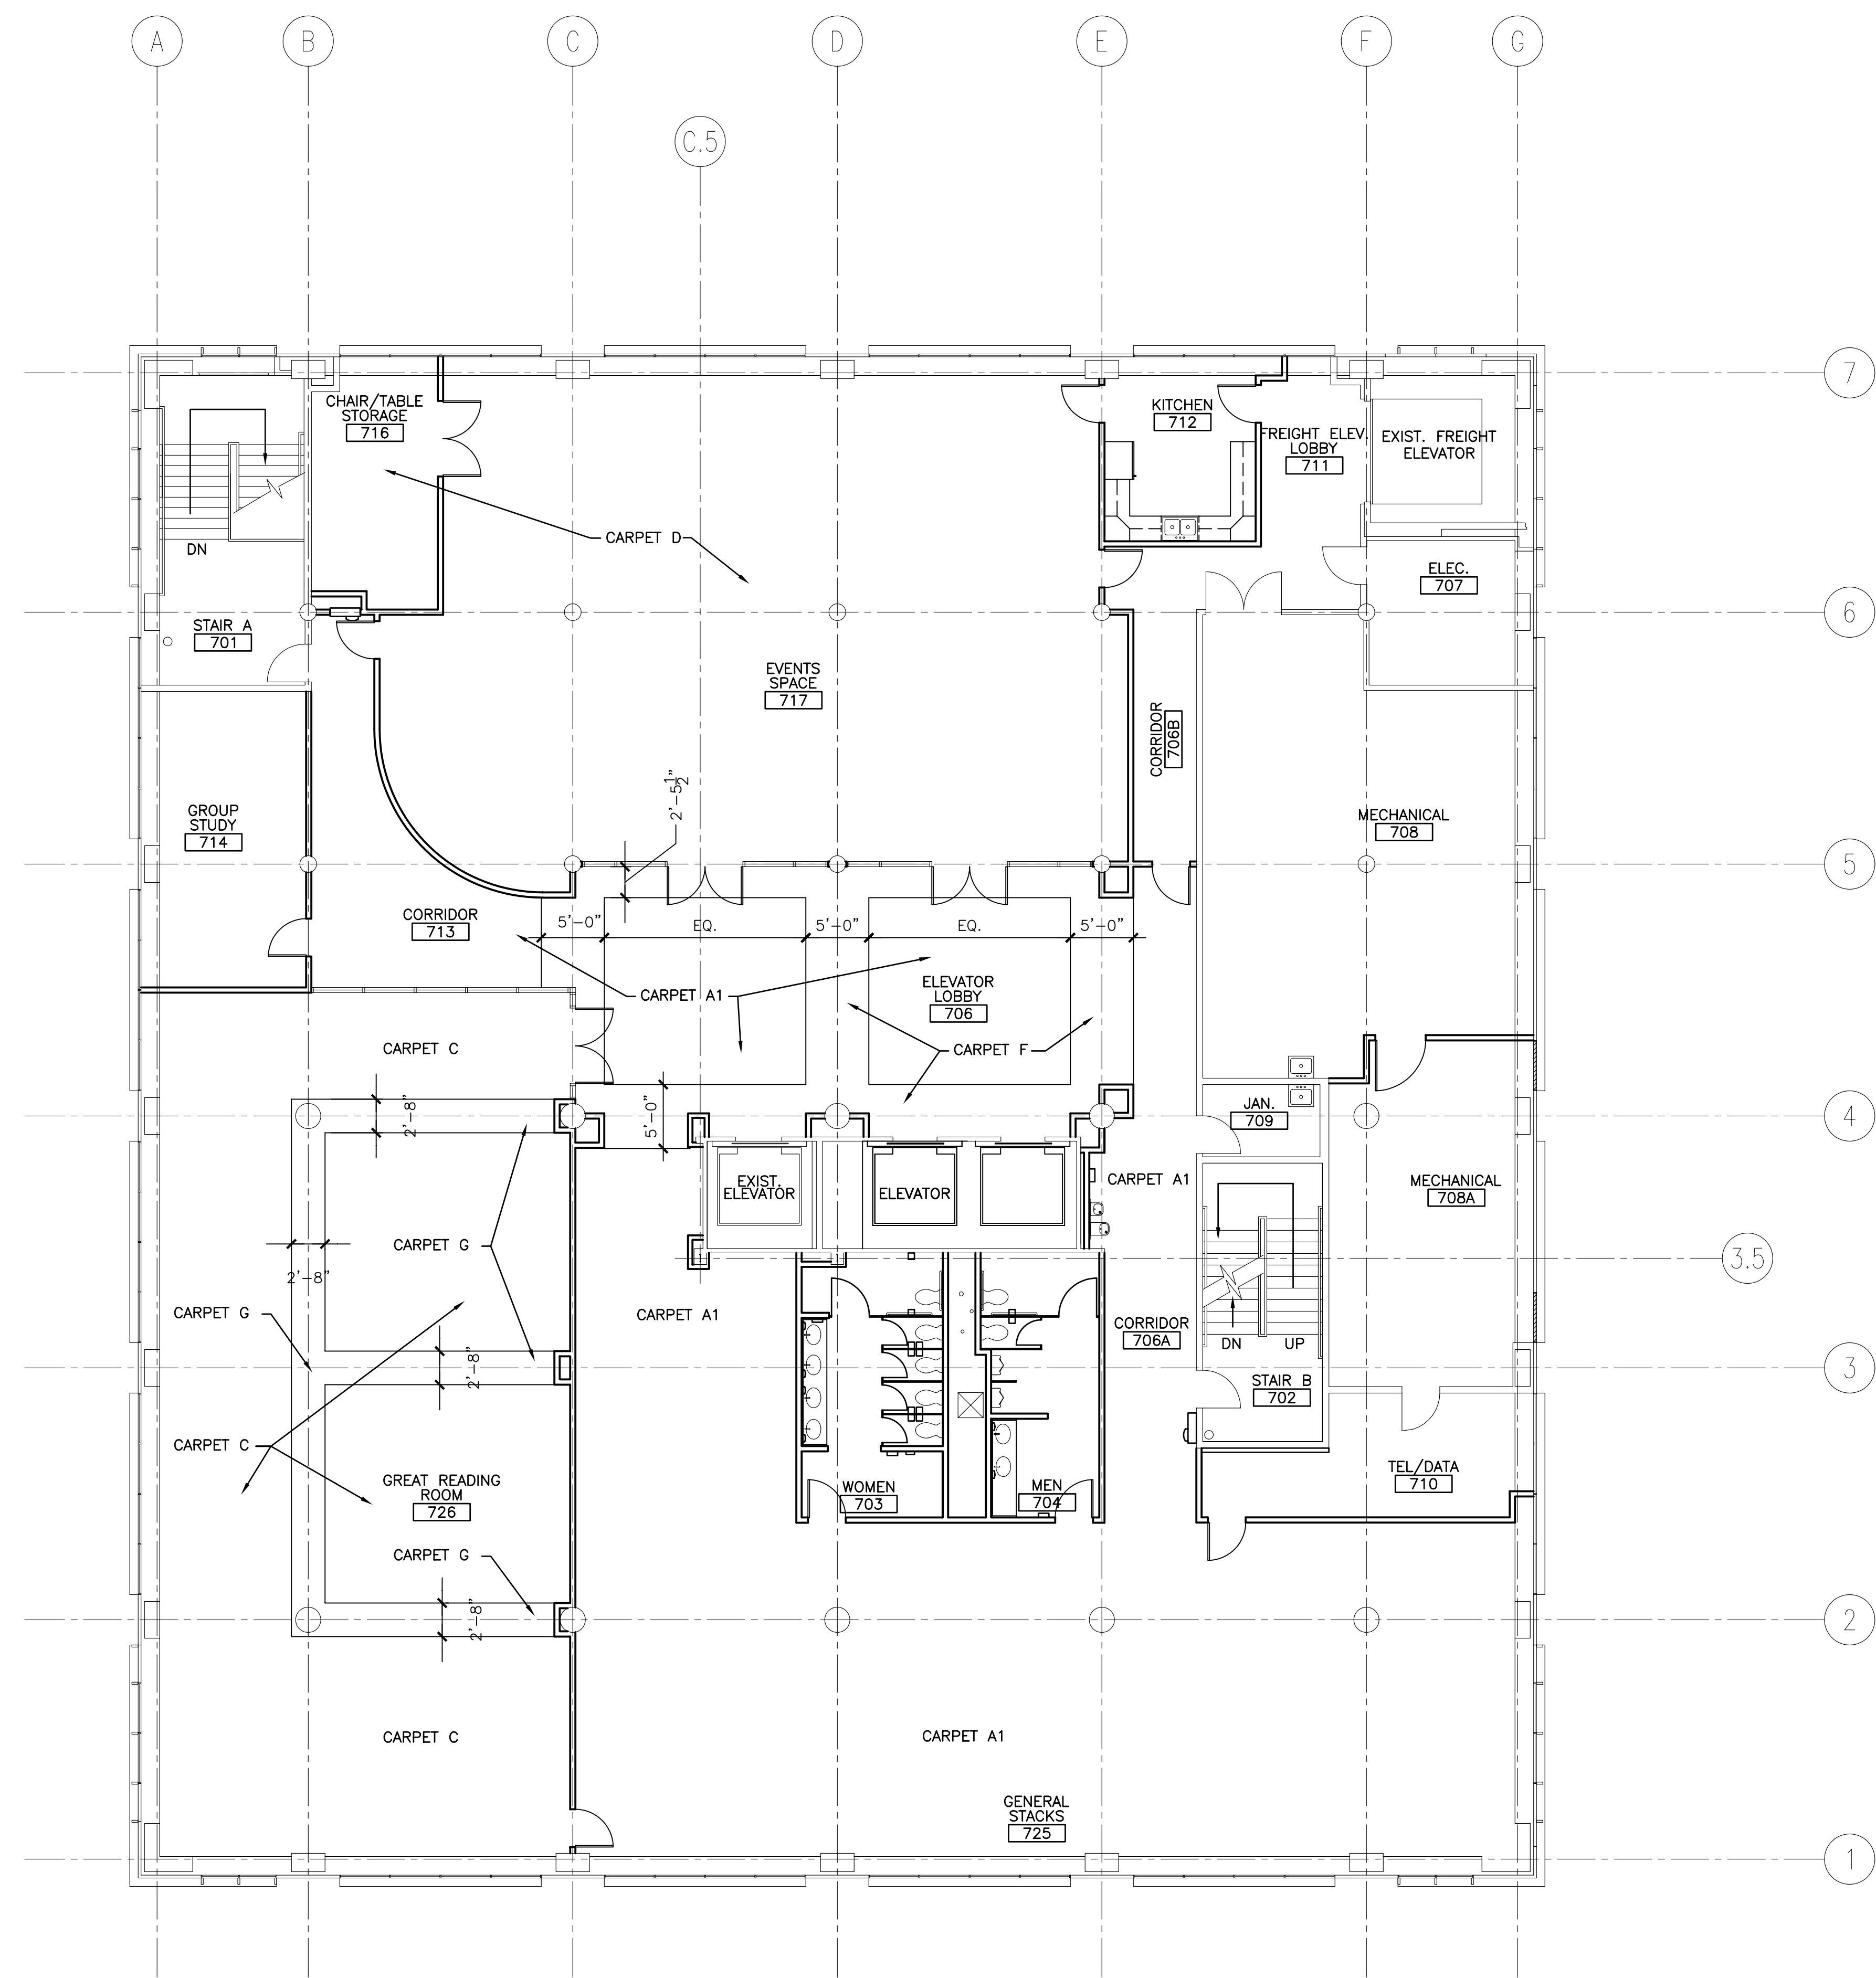 A
B
C
D
E
F
G
C.5
7
CHAIR/TABLE
STORAGE
716
KITCHEN
712
FREIGHT ELEV.
LOBBY
711
EXIST. FREIGHT
ELEVATOR
CARPET D
DN
ELEC.
707
6
STAIR A
701
EVENTS
SPACE
717
CORRIDOR
706B
2'-5 1/2"
GROUP
STUDY
714
MECHANICAL
708
5
CORRIDOR
713
5'-0"
EQ.
5'-0"
EQ.
5'-0"
CARPET A1
ELEVATOR
LOBBY
706
CARPET C
CARPET F
2'-8"
5'-0"
JAN.
709
4
EXIST.
ELEVATOR
ELEVATOR
CARPET A1
MECHANICAL
708A
CARPET G
3.5
2'-8"
CARPET G
CARPET A1
CORRIDOR
706A
DN
UP
2'-8"
3
STAIR B
702
CARPET C
GREAT READING
ROOM
726
WOMEN
703
MEN
704
TEL/DATA
710
CARPET G
2'-8"
2
CARPET C
CARPET A1
GENERAL
STACKS
725
1